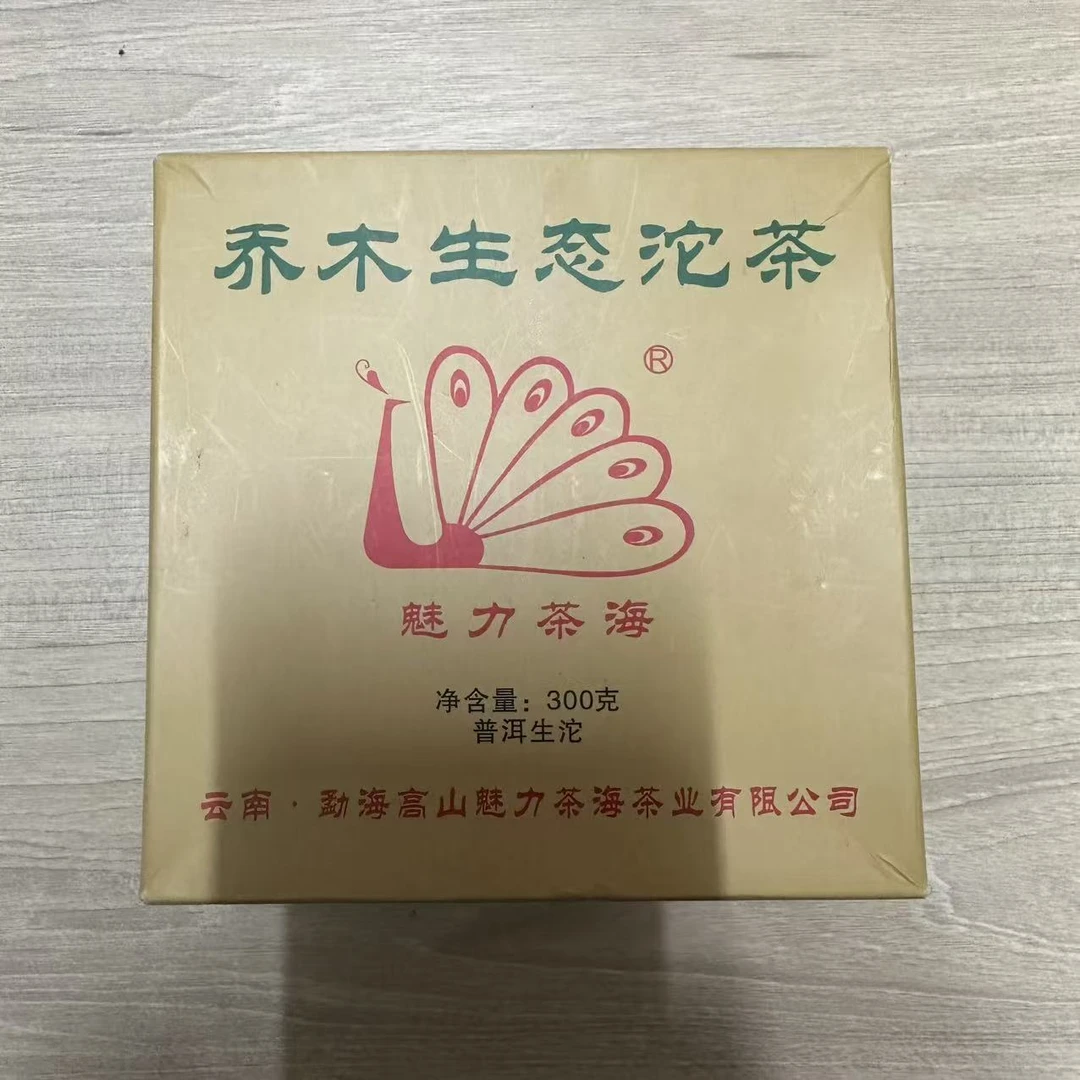 乔木生态沱茶
®
魅力茶海
净含量：300克
普洱生沱
云南·勐海高山魅力茶海茶业有限公司